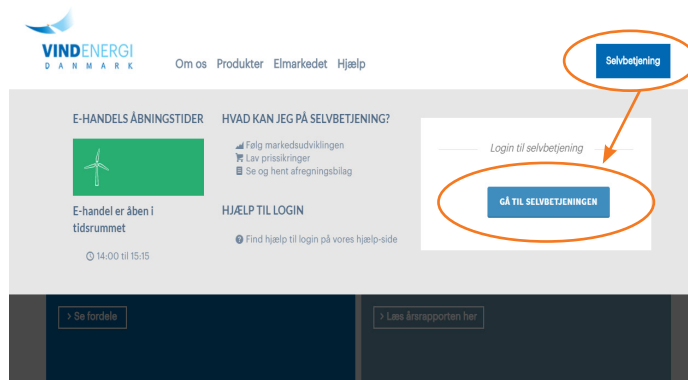 VINDENERGI
DANMARK
Om os Produkter Elmarkedet Hjælp
Selvbetjening
E-HANDELS ÅBNINGSTIDER
E-handel er åben i
tidsrummet
14:00 til 15:15
HVAD KAN JEG PÅ SELVBETJENING?
Følg markedsudviklingen
Lav prissikringer
Se og hent afregningsbilag
HJÆLP TIL LOGIN
Find hjælp til login på vores hjælp-side
Login til selvbetjening
GÅ TIL SELVBETJENINGEN
> Se fordele
> Læs årsrapporten her